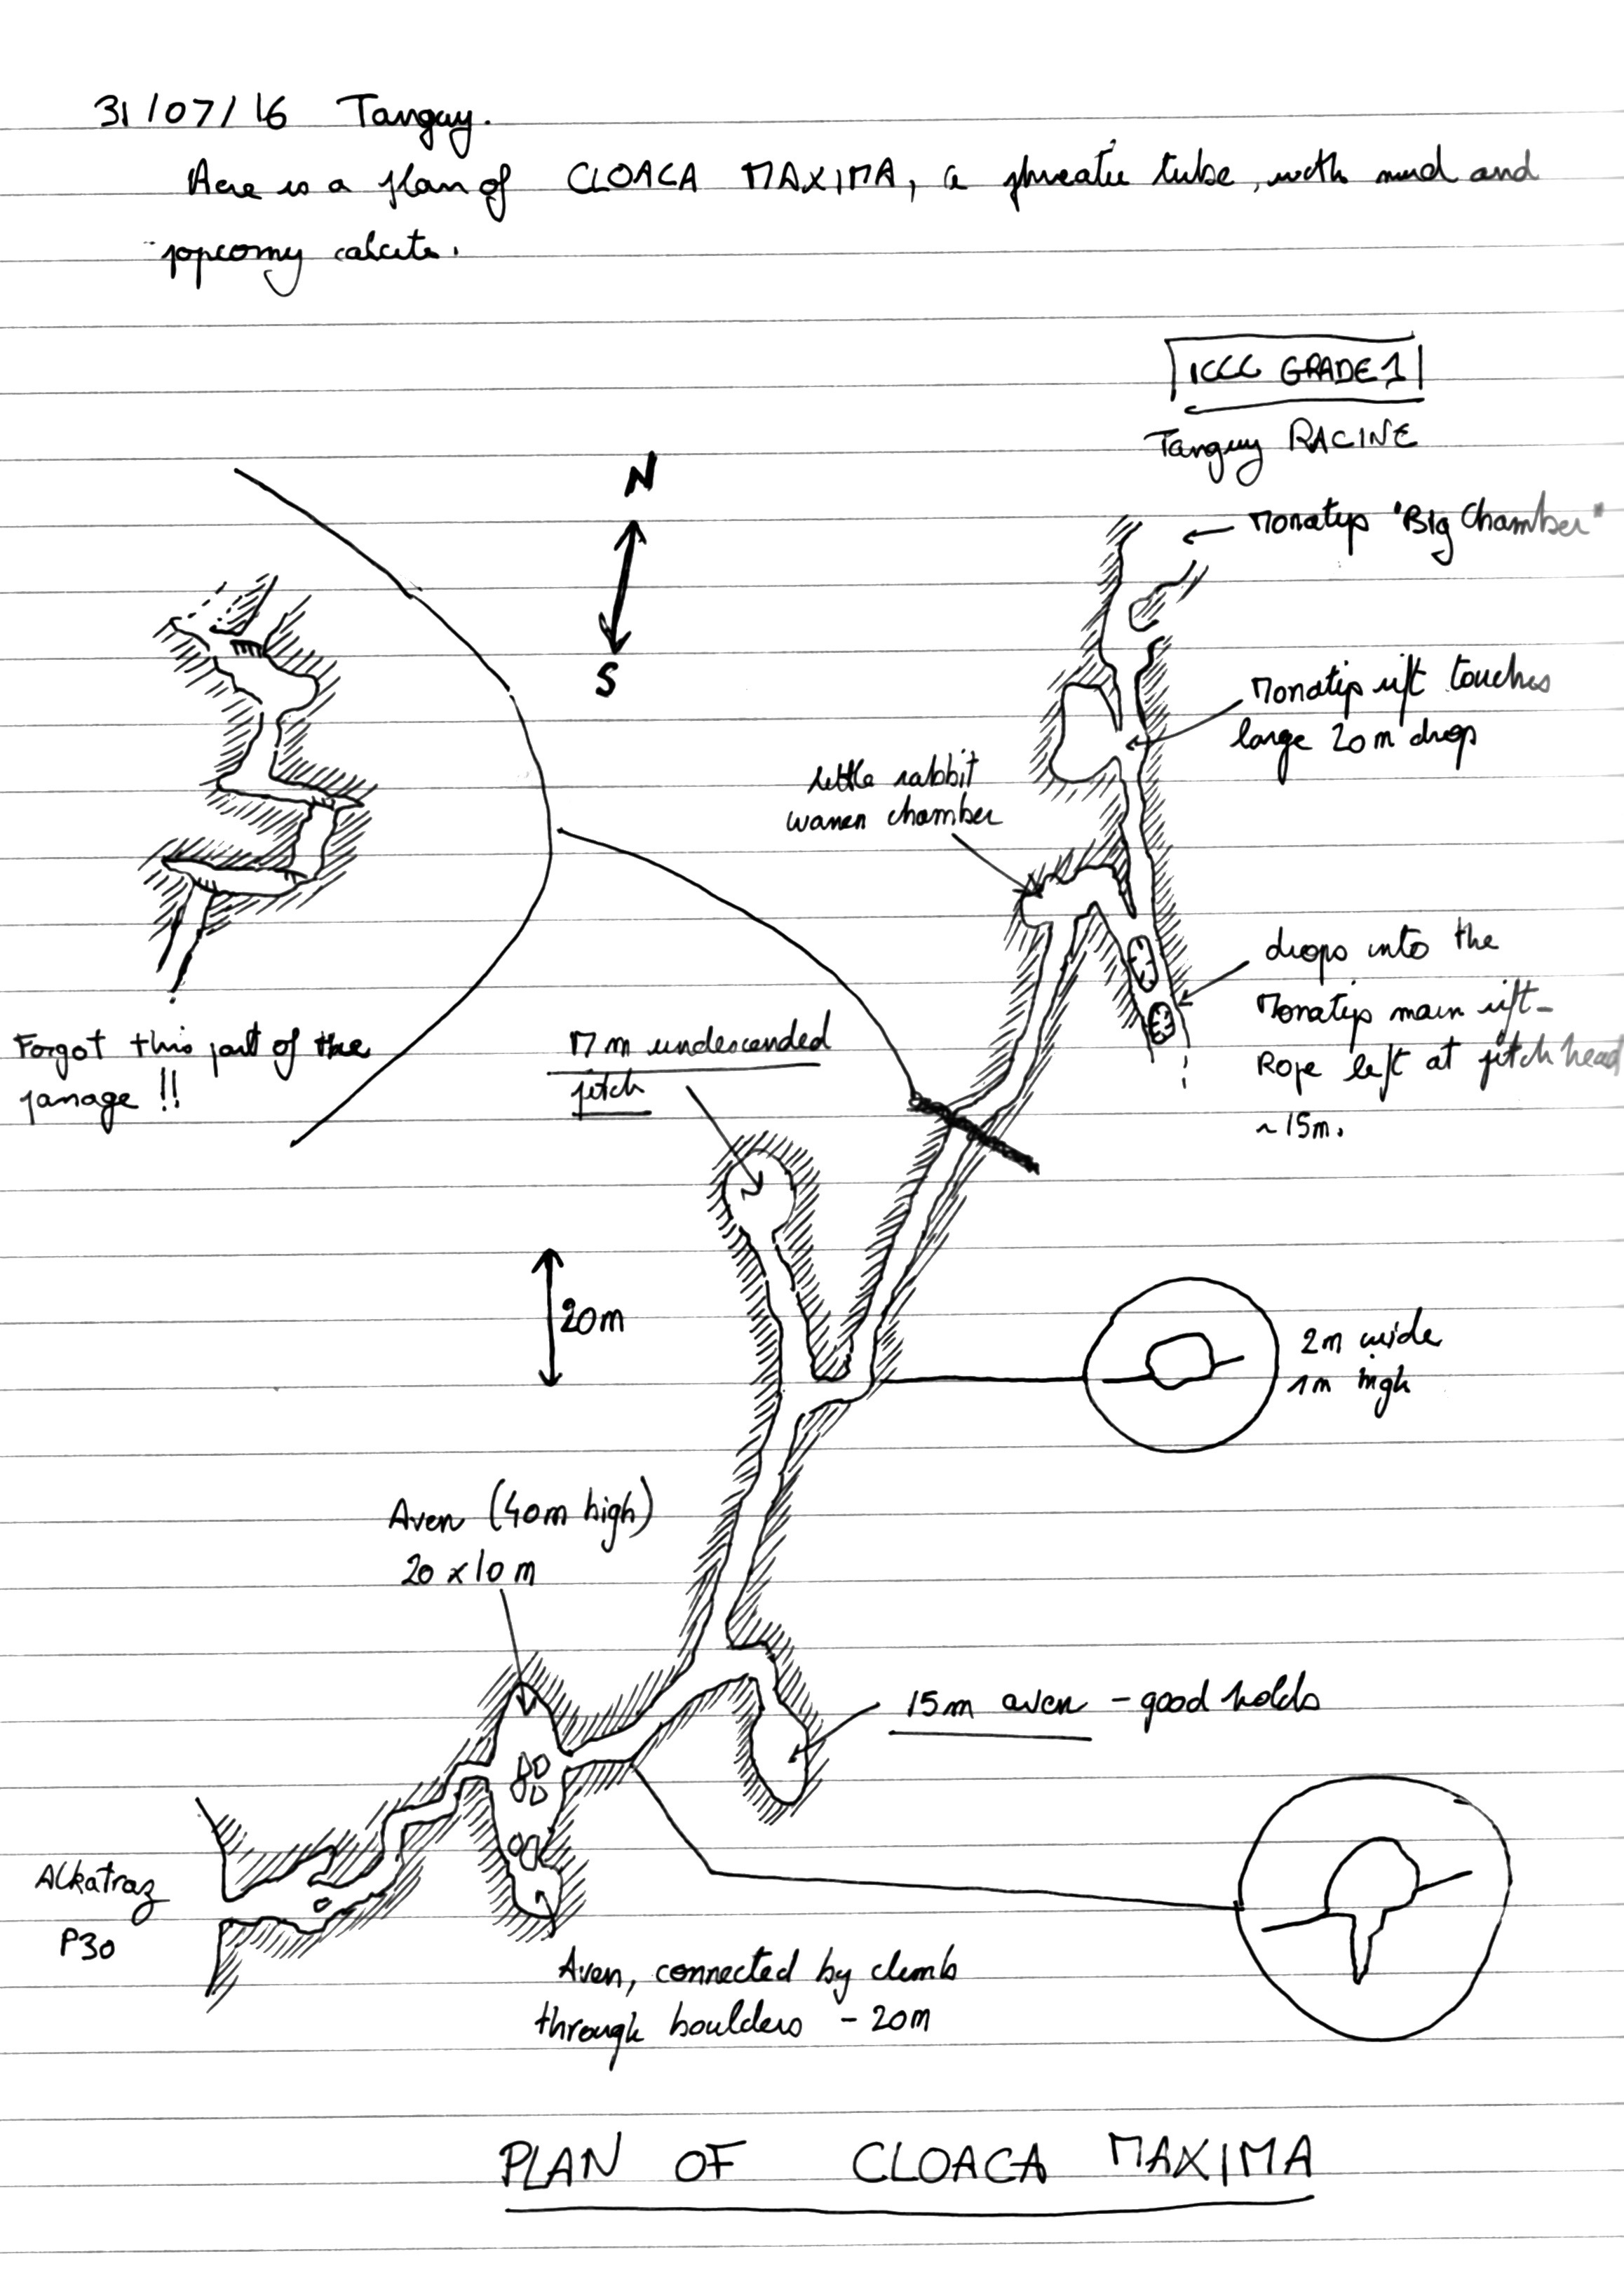 31/07/16 Tanguy.
Here is a plan of CLOACA MAXIMA, a phreatic tube, with mud and
popcorny calcite.
ICCC GRADE 1
Tanguy RACINE
N
S
Monatip "Big Chamber"
Monatip rift touches
large 20m drop
little rabbit
warren chamber
drops into the
Monatip main rift -
Rope left at pitch head
~ 15m.
Forgot this part of the
passage !!
17 m undescended
pitch
20m
2m wide
1m high
Aven (40m high)
20 x 10 m
15m aven - good holds
Alkatraz
P30
Aven, connected by climb
through boulders - 20m
PLAN OF CLOACA MAXIMA